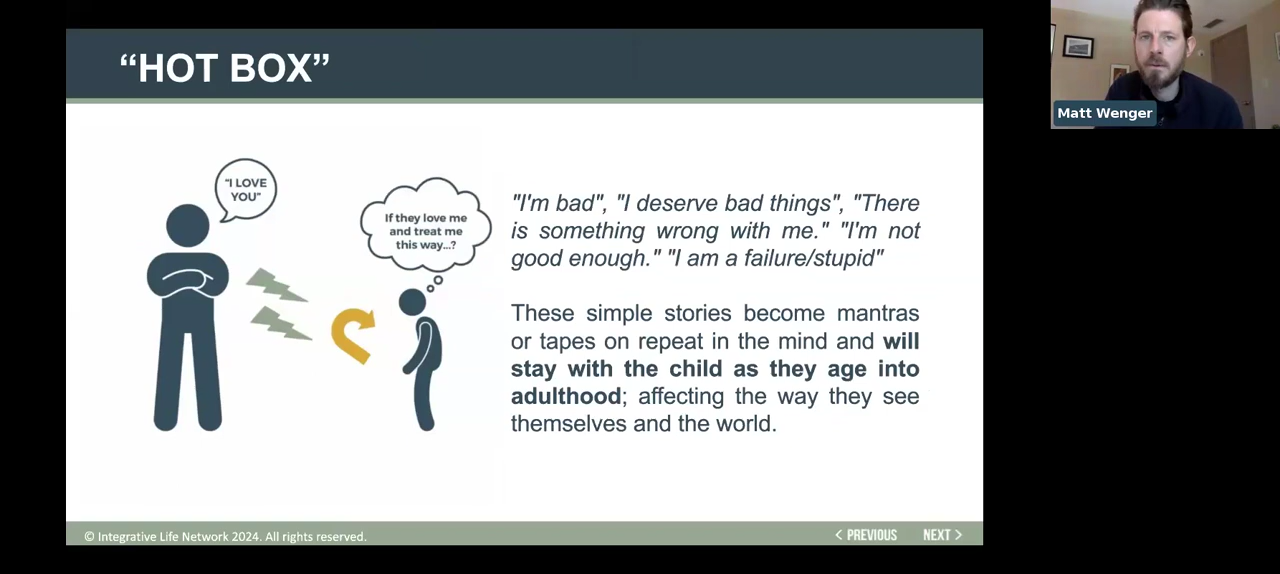 “HOT BOX”
"I LOVE
YOU"
If they love me
and treat me
this way...?
"I'm bad", "I deserve bad things", "There
is something wrong with me." "I'm not
good enough." "I am a failure/stupid"
These simple stories become mantras
or tapes on repeat in the mind and will
stay with the child as they age into
adulthood; affecting the way they see
themselves and the world.
© Integrative Life Network 2024. All rights reserved.
< PREVIOUS
NEXT >
Matt Wenger